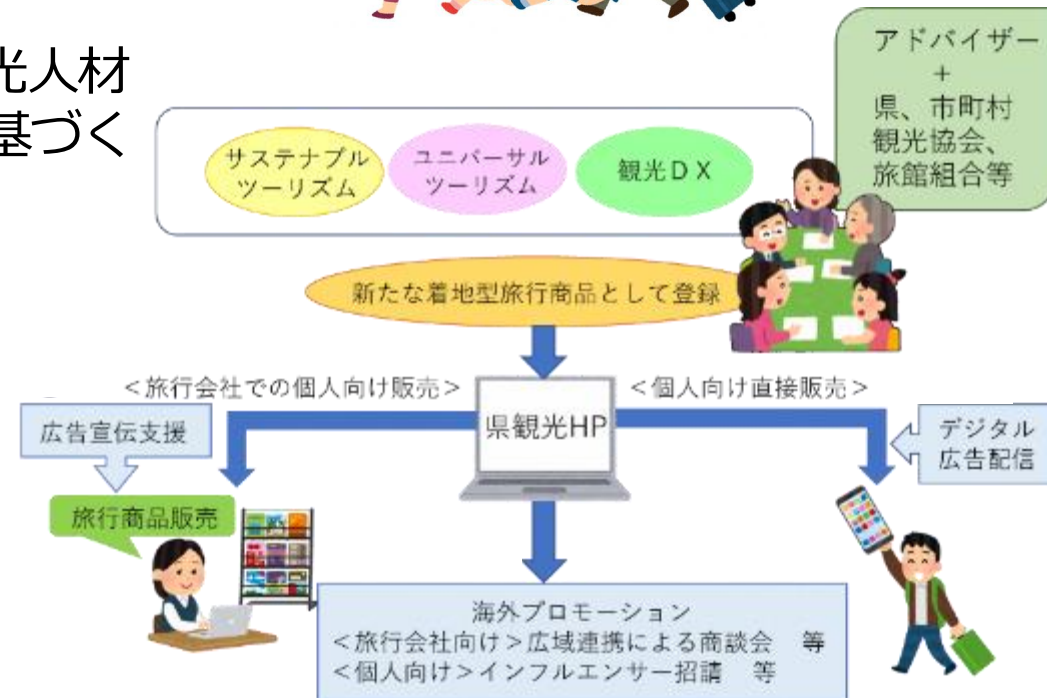 光人材
基づく
アドバイザー
+
県、市町村
観光協会、
旅館組合等
サステナブル
ツーリズム
ユニバーサル
ツーリズム
観光DX
新たな着地型旅行商品として登録
＜旅行会社での個人向け販売＞
＜個人向け直接販売＞
広告宣伝支援
県観光HP
デジタル
広告配信
旅行商品販売
海外プロモーション
＜旅行会社向け＞広域連携による商談会　等
＜個人向け＞インフルエンサー招請　等